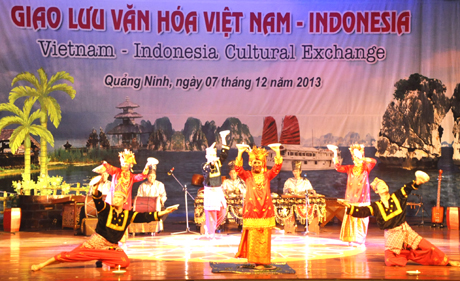 GIAO LƯU VĂN HÓA VIỆT NAM - INDONESIA
Vietnam - Indonesia Cultural Exchange
Quảng Ninh, ngày 07 tháng 12 năm 2013